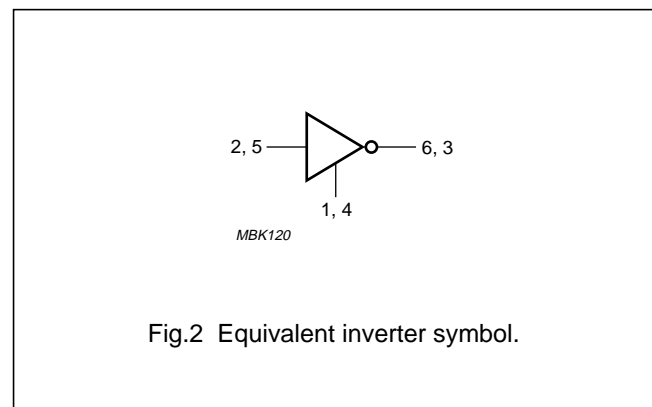 2, 5
6, 3
1, 4
MBK120
Fig.2 Equivalent inverter symbol.